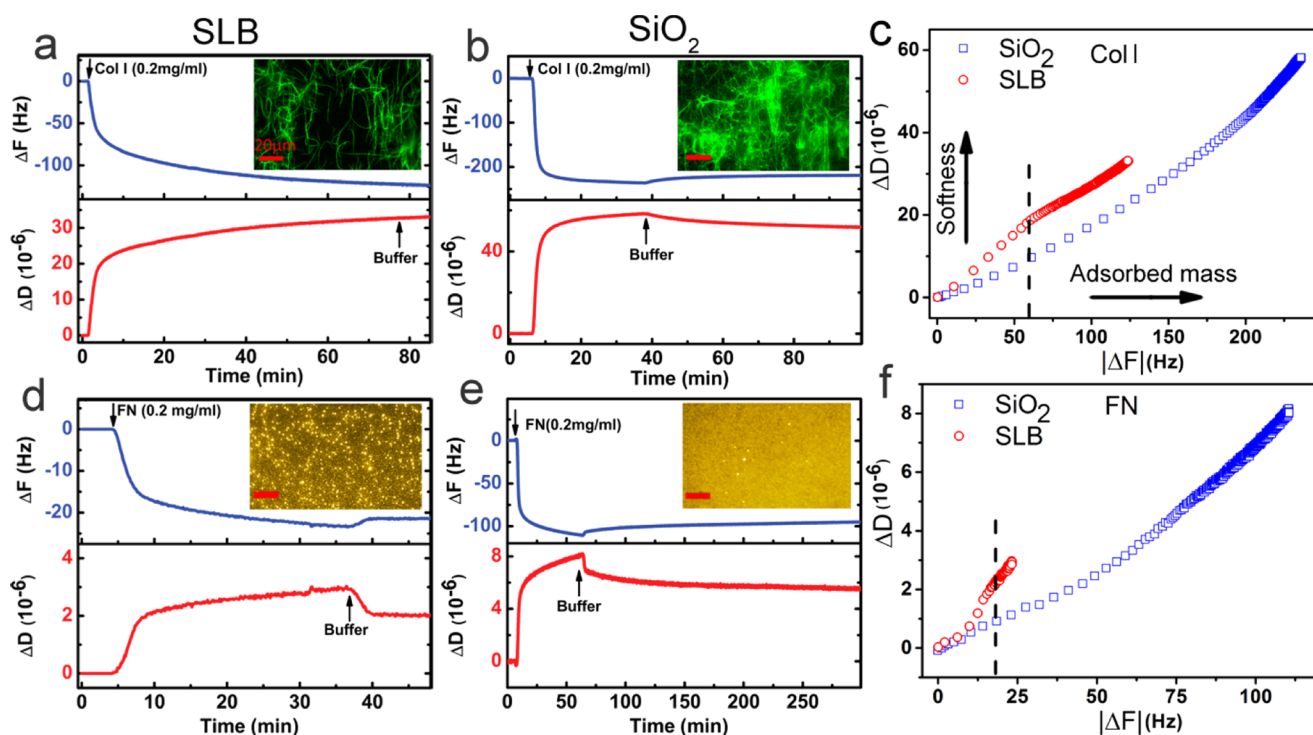 SLB
SiO2
a
Col I (0.2mg/ml)
20μm
ΔF (Hz)
0
-50
-100
ΔD (10-6)
30
20
10
0
Buffer
0 20 40 60 80
Time (min)
b
Col I (0.2mg/ml)
ΔF (Hz)
0
-100
-200
ΔD (10-6)
40
0
Buffer
0 20 40 60 80
Time (min)
c
SiO2
SLB
Col I
ΔD (10-6)
60
40
20
0
Softness
Adsorbed mass
0 50 100 150 200
|ΔF| (Hz)
d
FN (0.2 mg/ml)
ΔF (Hz)
0
-10
-20
ΔD (10-6)
4
2
0
Buffer
0 10 20 30 40
Time (min)
e
FN(0.2mg/ml)
ΔF (Hz)
0
-50
-100
ΔD (10-6)
8
4
0
Buffer
0 50 100 150 200 250
Time (min)
f
SiO2
SLB
FN
ΔD (10-6)
8
6
4
2
0
0 25 50 75 100
|ΔF| (Hz)